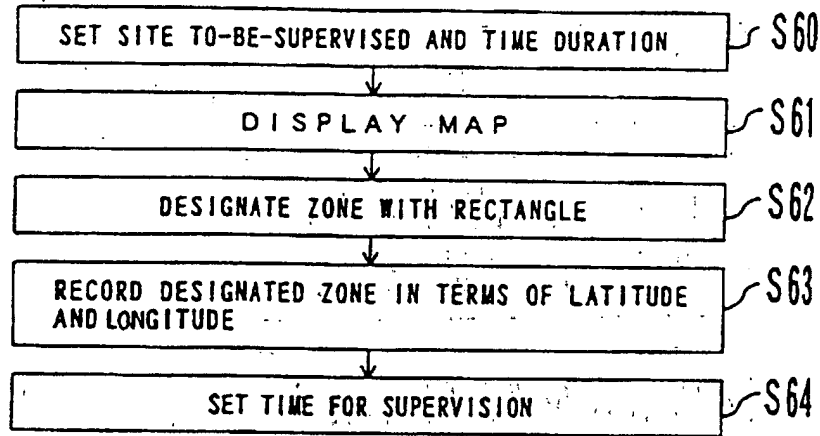 SET SITE TO-BE-SUPERVISED AND TIME DURATION S60
DISPLAY MAP S61
DESIGNATE ZONE WITH RECTANGLE S62
RECORD DESIGNATED ZONE IN TERMS OF LATITUDE S63
AND LONGITUDE
SET TIME FOR SUPERVISION S64